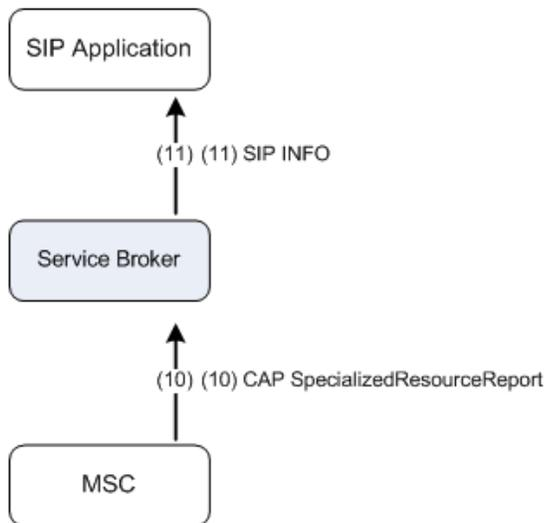 SIP Application
(11) (11) SIP INFO
Service Broker
(10) (10) CAP SpecializedResourceReport
MSC